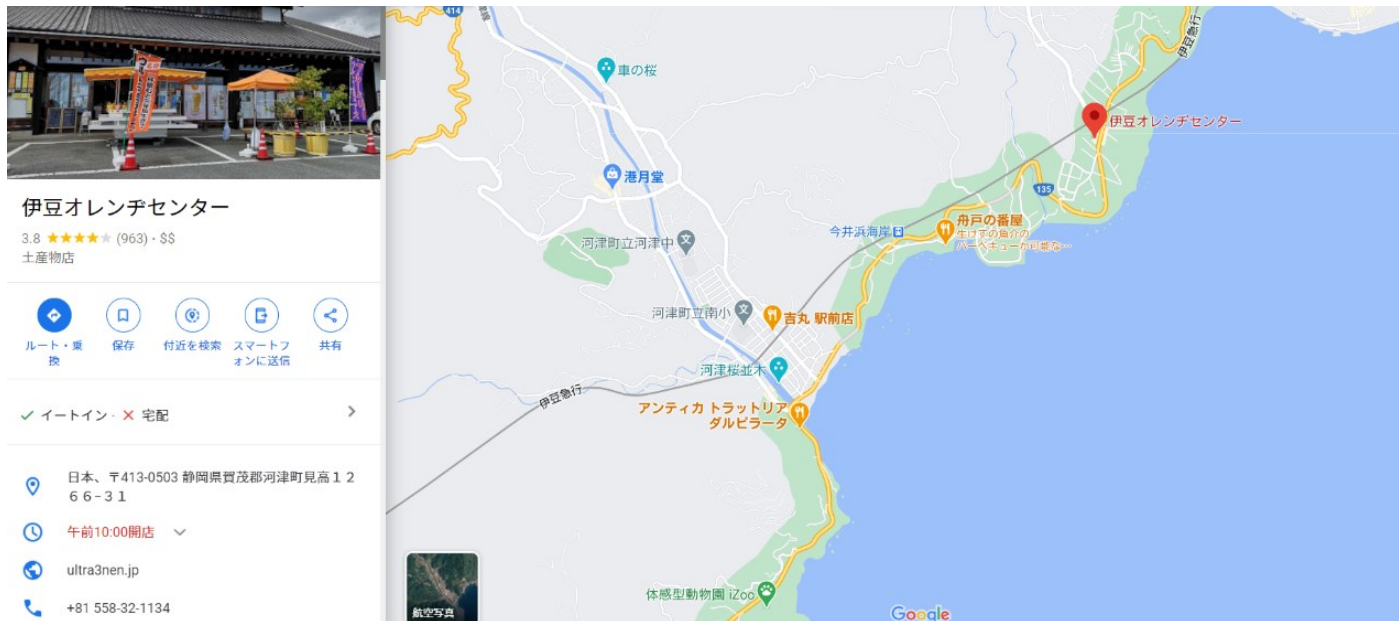 伊豆オレンヂセンター
3.8 (963)・$$
土産物店
ルート・乗
換
保存
付近を検索
スマートフ
ォンに送信
共有
イートイン・ 宅配
日本、〒413-0503 静岡県賀茂郡河津町見高12
66−31
午前10:00開店
ultra3nen.jp
+81 558-32-1134
414
車の桜
伊豆急行
伊豆オレンヂセンター
港月堂
135
舟戸の番屋
生けすの魚介の
バーベキューが可能な…
今井浜海岸
河津町立河津中
河津町立南小
吉丸 駅前店
河津桜並木
伊豆急行
アンティカ トラットリア
ダルピラータ
体感型動物園 iZoo
航空写真
Google